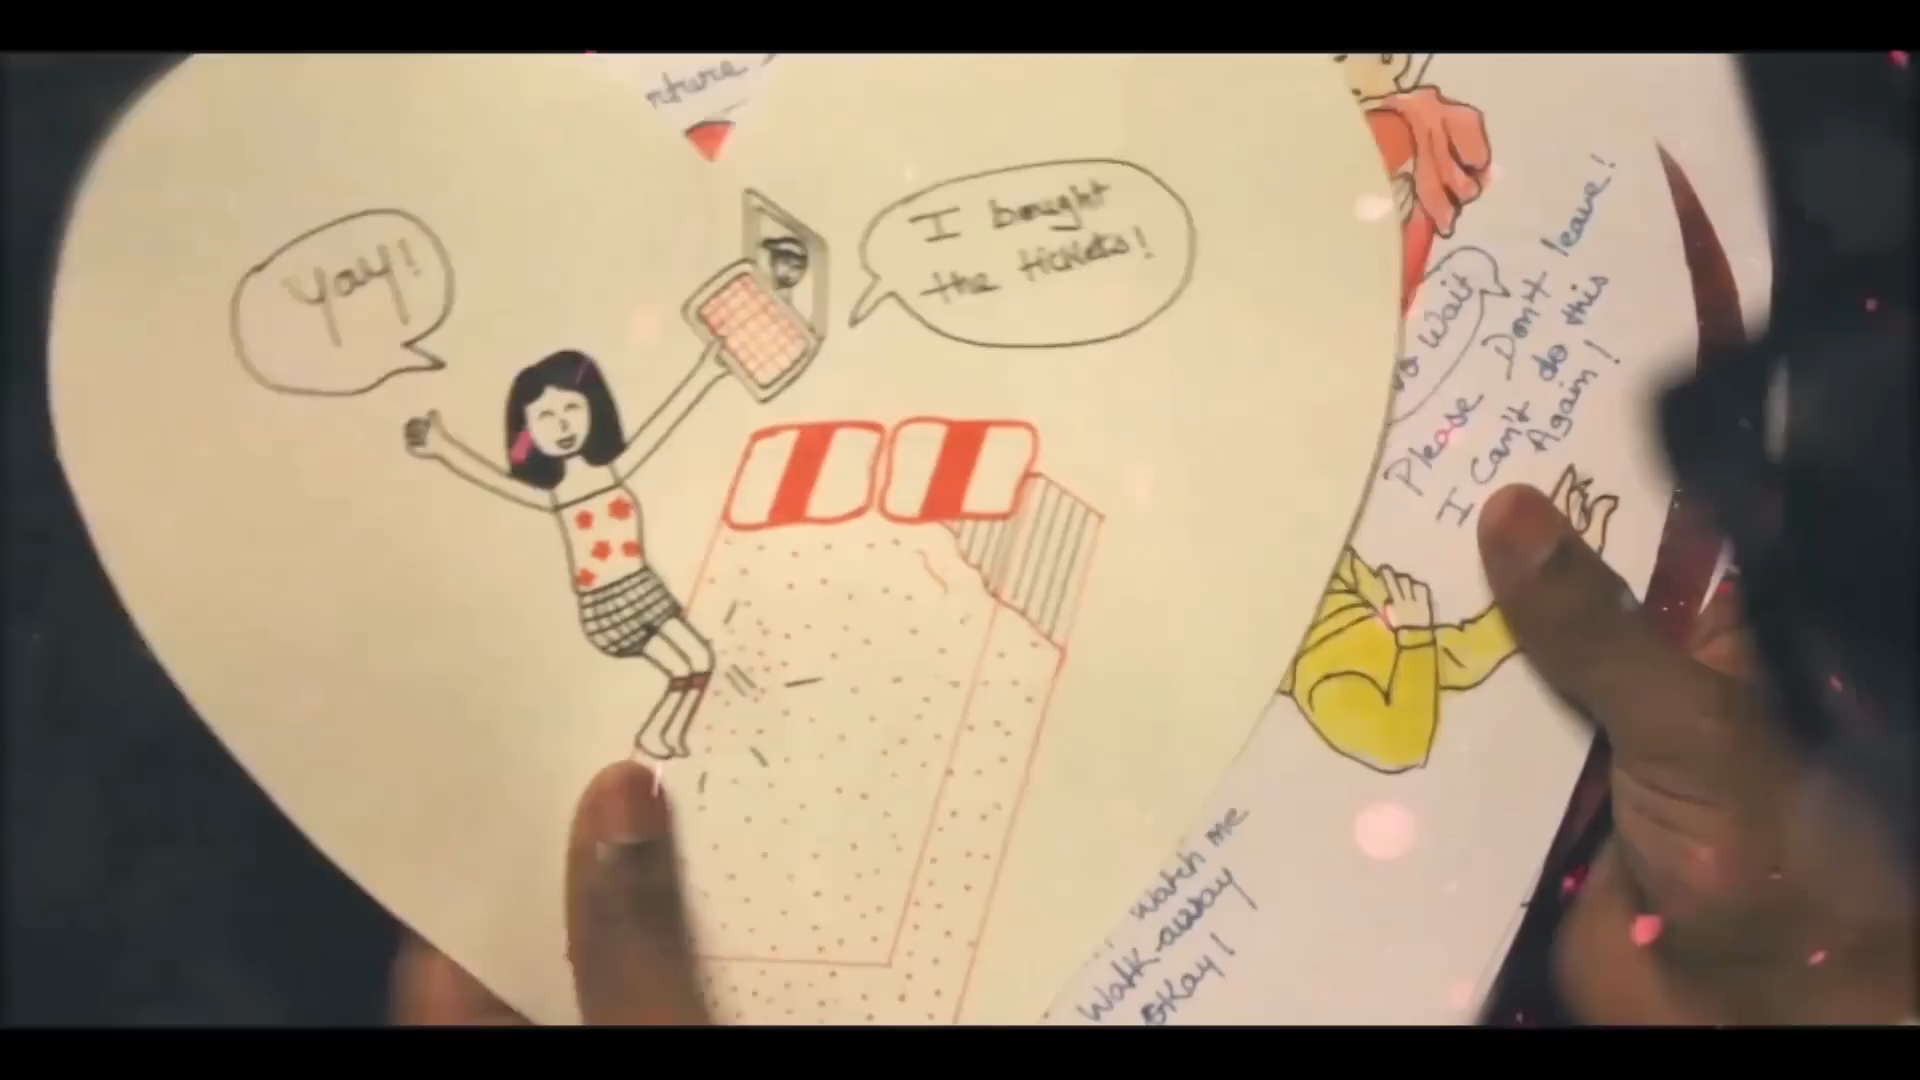 Yay!
I bought
the tickets!
Wait
Please Don't leave!
I can't do this
Again!
Watch me
Walk away
okay!